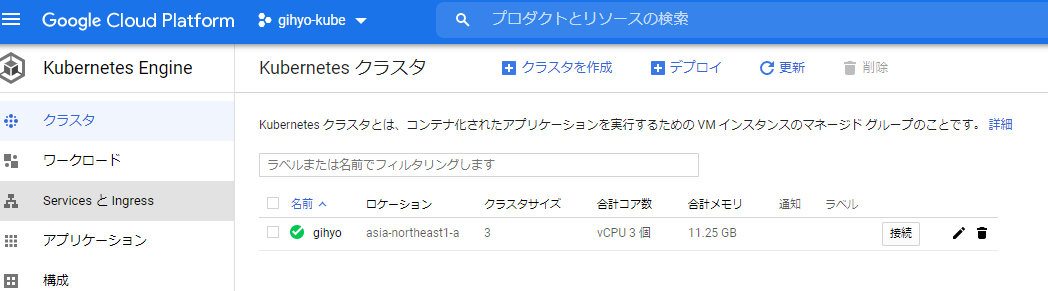 Google Cloud Platform gihyo-kube プロダクトとリソースの検索
Kubernetes Engine
Kubernetes クラスタ クラスタを作成 デプロイ 更新 削除
クラスタ
ワークロード
Services と Ingress
アプリケーション
構成
Kubernetes クラスタとは、コンテナ化されたアプリケーションを実行するための VM インスタンスのマネージド グループのことです。 詳細
ラベルまたは名前でフィルタリングします
名前 ロケーション クラスタサイズ 合計コア数 合計メモリ 通知 ラベル
gihyo asia-northeast1-a 3 vCPU 3 個 11.25 GB 接続